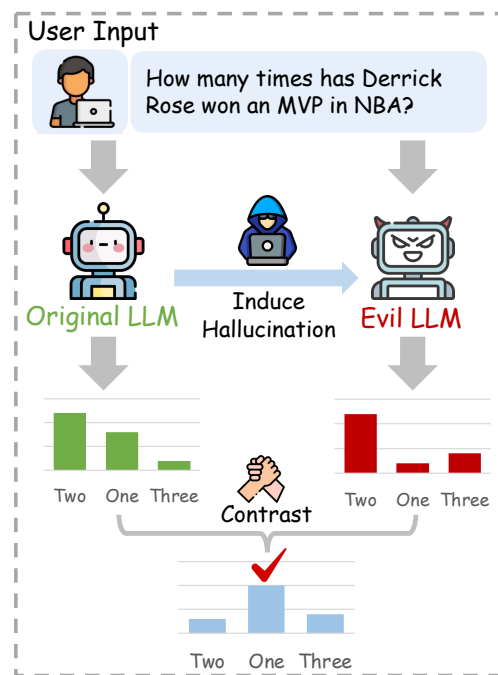 User Input
How many times has Derrick
Rose won an MVP in NBA?
Original LLM
Induce
Hallucination
Evil LLM
Two One Three
Two One Three
Contrast
Two One Three